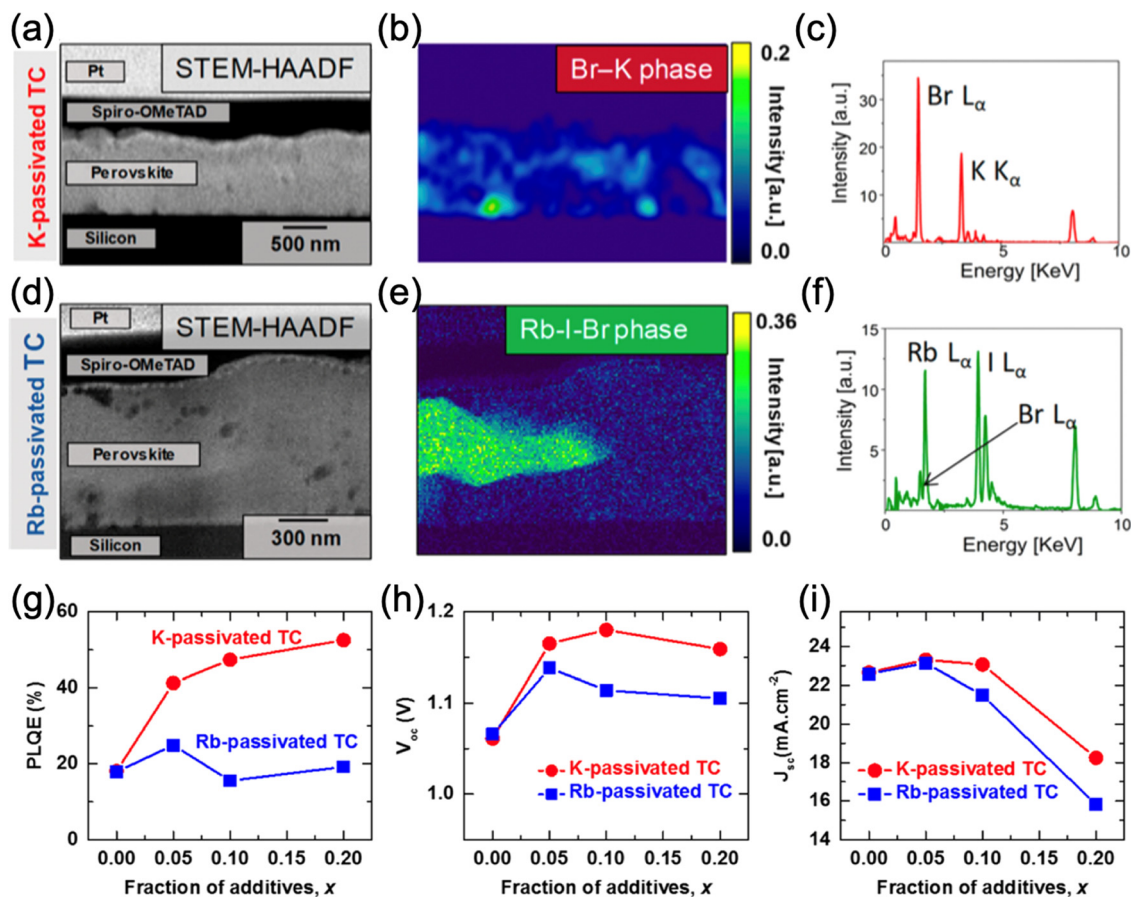 (a)
K-passivated TC
Pt
STEM-HAADF
Spiro-OMeTAD
Perovskite
Silicon
500 nm
(b)
Br–K phase
0.2
Intensity [a.u.]
0.0
(c)
Intensity [a.u.]
30
20
10
0
Br Lα
K Kα
0
5
10
Energy [KeV]
(d)
Rb-passivated TC
Pt
STEM-HAADF
Spiro-OMeTAD
Perovskite
Silicon
300 nm
(e)
Rb-I-Br phase
0.36
Intensity [a.u.]
0.0
(f)
Intensity [a.u.]
15
10
5
0
Rb Lα
I Lα
Br Lα
0
5
10
Energy [KeV]
(g)
PLQE (%)
60
40
20
0
K-passivated TC
Rb-passivated TC
0.00 0.05 0.10 0.15 0.20
Fraction of additives, x
(h)
Voc (V)
1.2
1.1
1.0
K-passivated TC
Rb-passivated TC
0.00 0.05 0.10 0.15 0.20
Fraction of additives, x
(i)
Jsc(mA.cm-2)
24
22
20
18
16
14
K-passivated TC
Rb-passivated TC
0.00 0.05 0.10 0.15 0.20
Fraction of additives, x